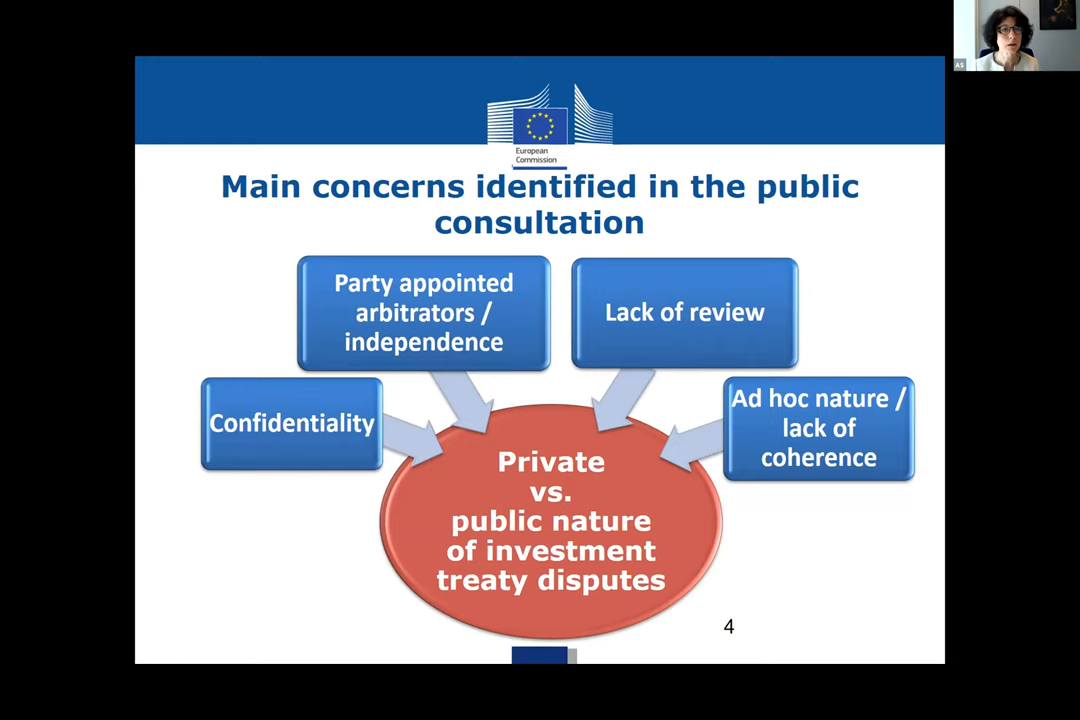 AS
European
Commission
Main concerns identified in the public
consultation
Party appointed
arbitrators /
independence
Lack of review
Confidentiality
Ad hoc nature /
lack of
coherence
Private
vs.
public nature
of investment
treaty disputes
4